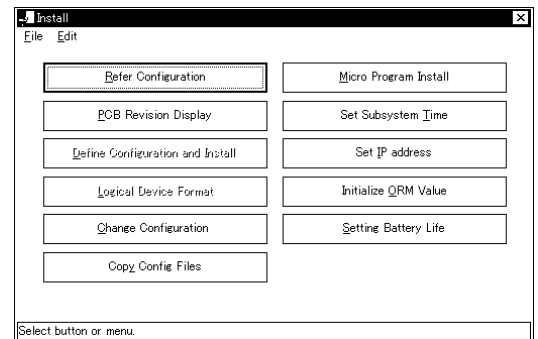 Install
File Edit
Refer Configuration
PCB Revision Display
Define Configuration and Install
Logical Device Format
Change Configuration
Copy Config Files
Micro Program Install
Set Subsystem Time
Set IP address
Initialize ORM Value
Setting Battery Life
Select button or menu.